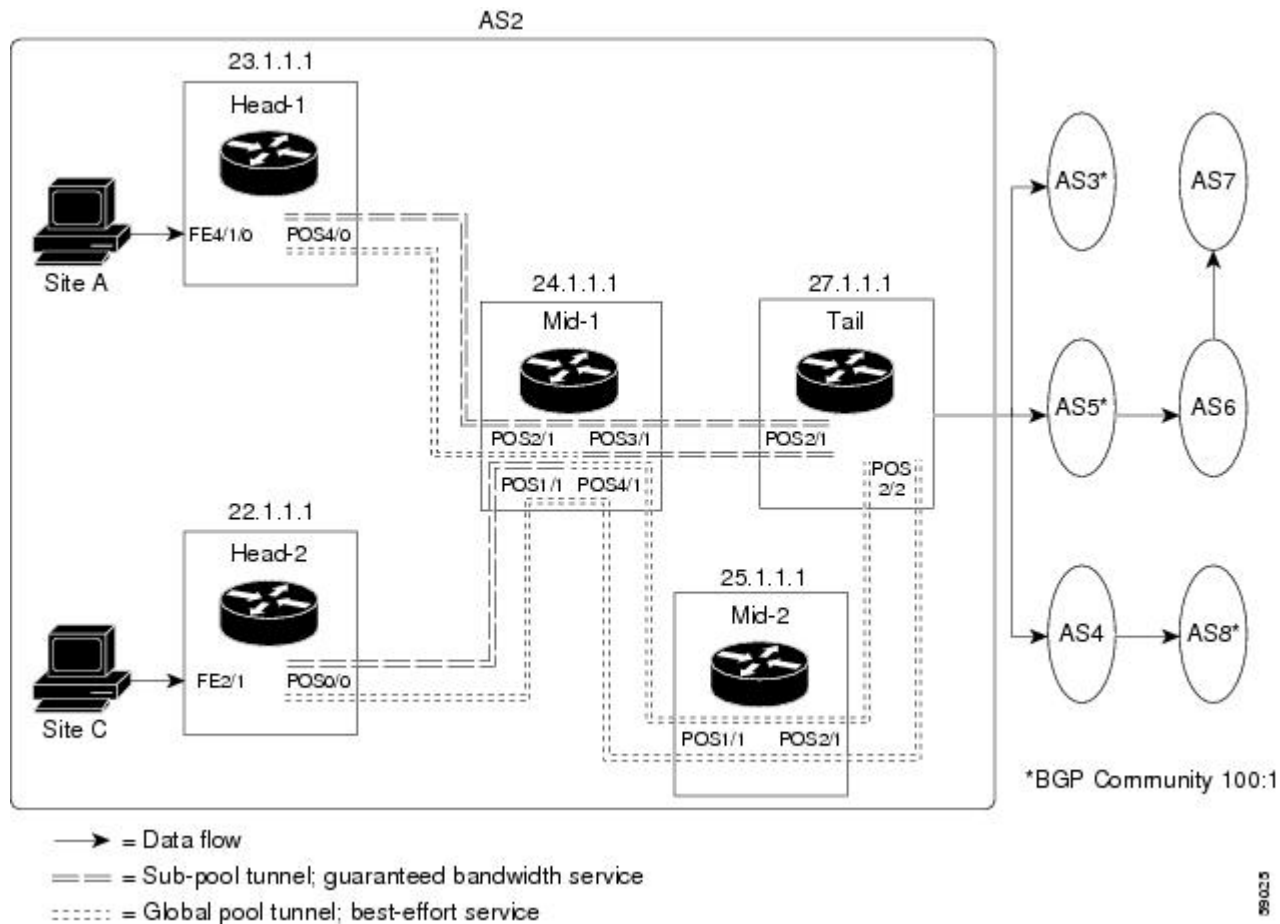 AS2
23.1.1.1
Head-1
FE4/1/0
POS4/0
Site A
24.1.1.1
Mid-1
POS2/1
POS3/1
POS1/1
POS4/1
27.1.1.1
Tail
POS2/1
POS
2/2
22.1.1.1
Head-2
FE2/1
POS0/0
Site C
25.1.1.1
Mid-2
POS1/1
POS2/1
AS3*
AS7
AS5*
AS6
AS4
AS8*
*BGP Community 100:1
= Data flow
= Sub-pool tunnel; guaranteed bandwidth service
= Global pool tunnel; best-effort service
59025